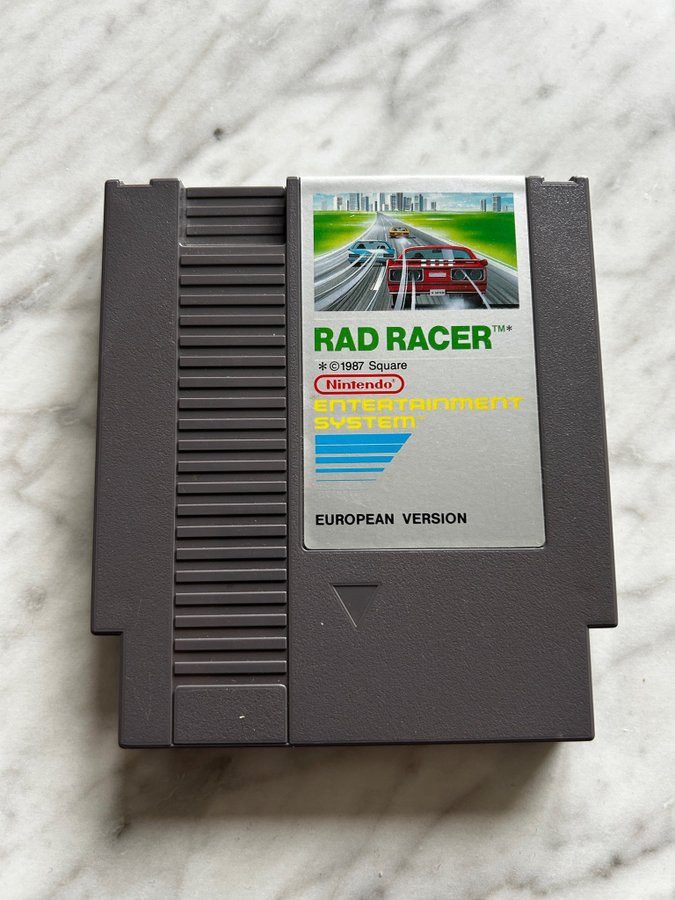 RAD RACER™*
*©1987 Square
Nintendo®
ENTERTAINMENT
SYSTEM™
EUROPEAN VERSION